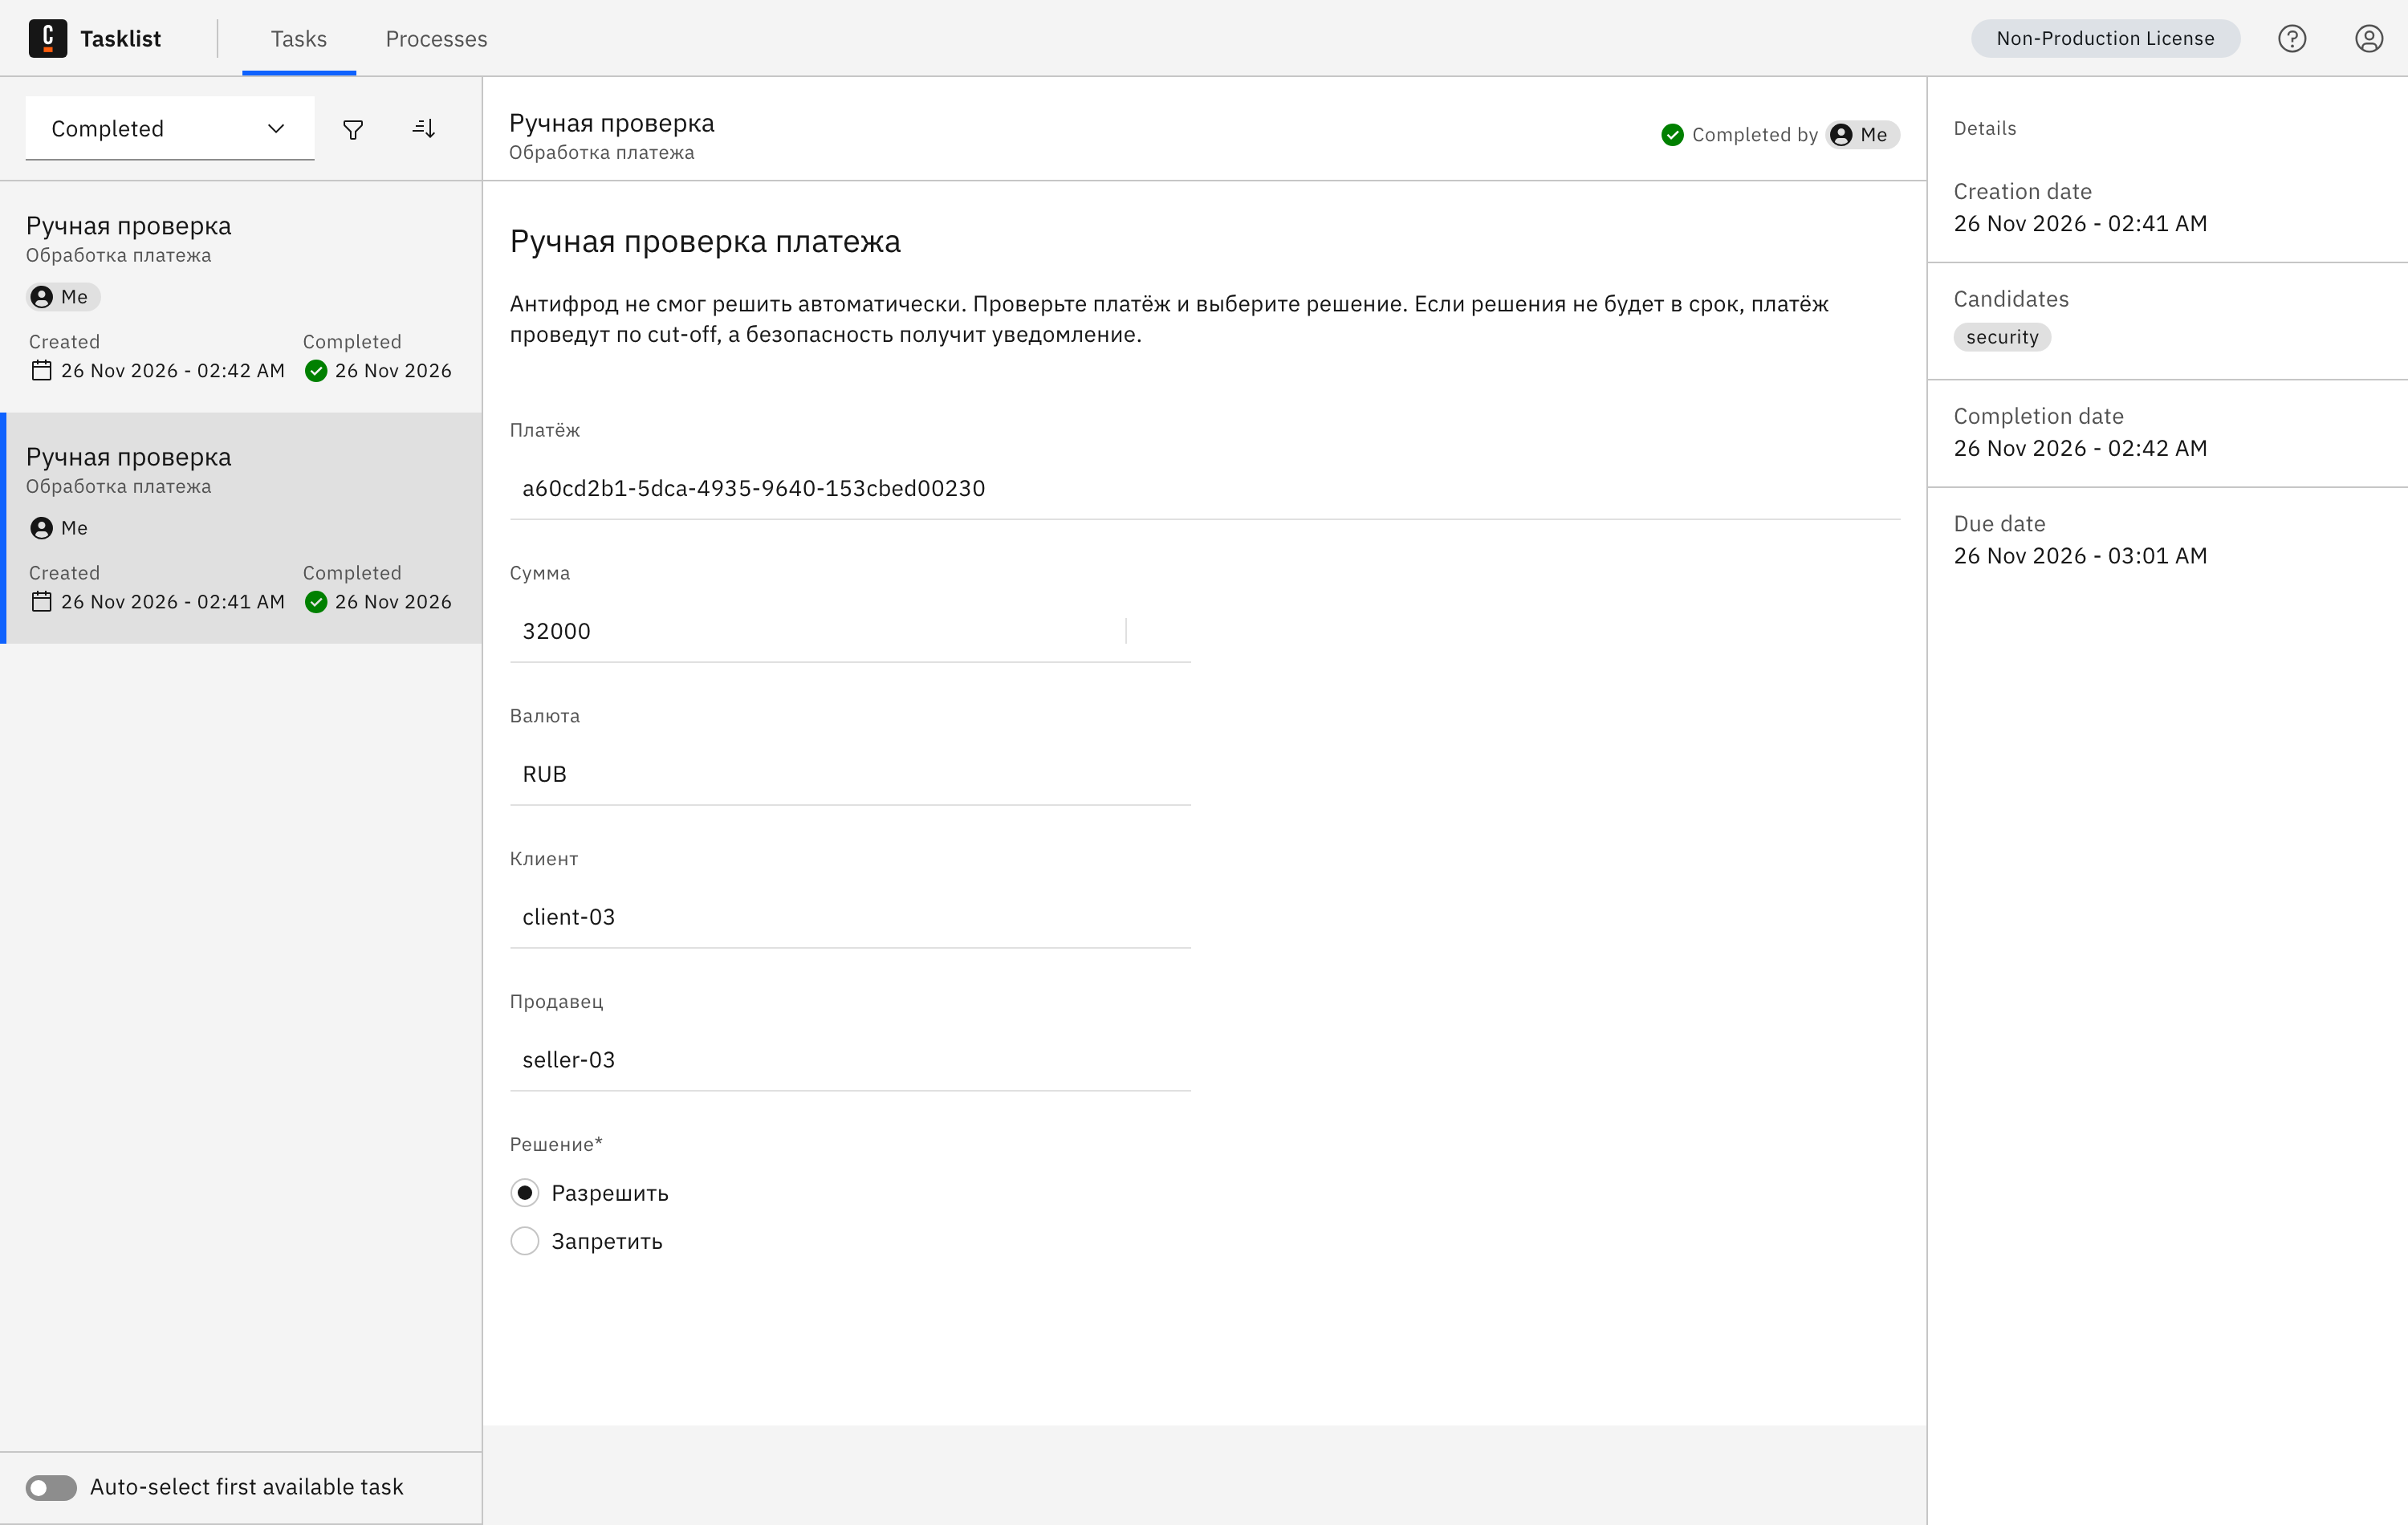 Tasklist
Tasks
Processes
Non-Production License
Completed
Ручная проверка
Обработка платежа
Me
Created
Completed
26 Nov 2026 - 02:42 AM
26 Nov 2026
Ручная проверка
Обработка платежа
Me
Created
Completed
26 Nov 2026 - 02:41 AM
26 Nov 2026
Auto-select first available task
Ручная проверка
Обработка платежа
Completed by
Me
Ручная проверка платежа
Антифрод не смог решить автоматически. Проверьте платёж и выберите решение. Если решения не будет в срок, платёж
проведут по cut-off, а безопасность получит уведомление.
Платёж
a60cd2b1-5dca-4935-9640-153cbed00230
Сумма
32000
Валюта
RUB
Клиент
client-03
Продавец
seller-03
Решение*
Разрешить
Запретить
Details
Creation date
26 Nov 2026 - 02:41 AM
Candidates
security
Completion date
26 Nov 2026 - 02:42 AM
Due date
26 Nov 2026 - 03:01 AM